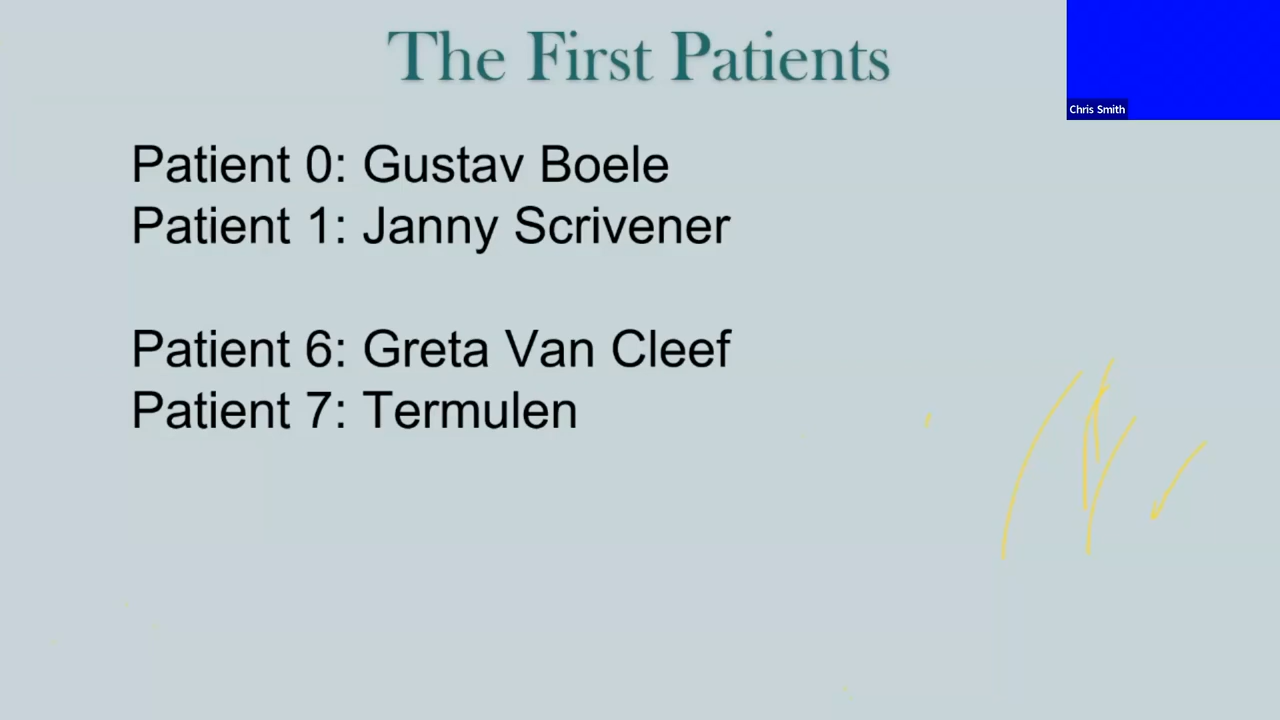 The First Patients
Chris Smith
Patient 0: Gustav Boele
Patient 1: Janny Scrivener
Patient 6: Greta Van Cleef
Patient 7: Termulen